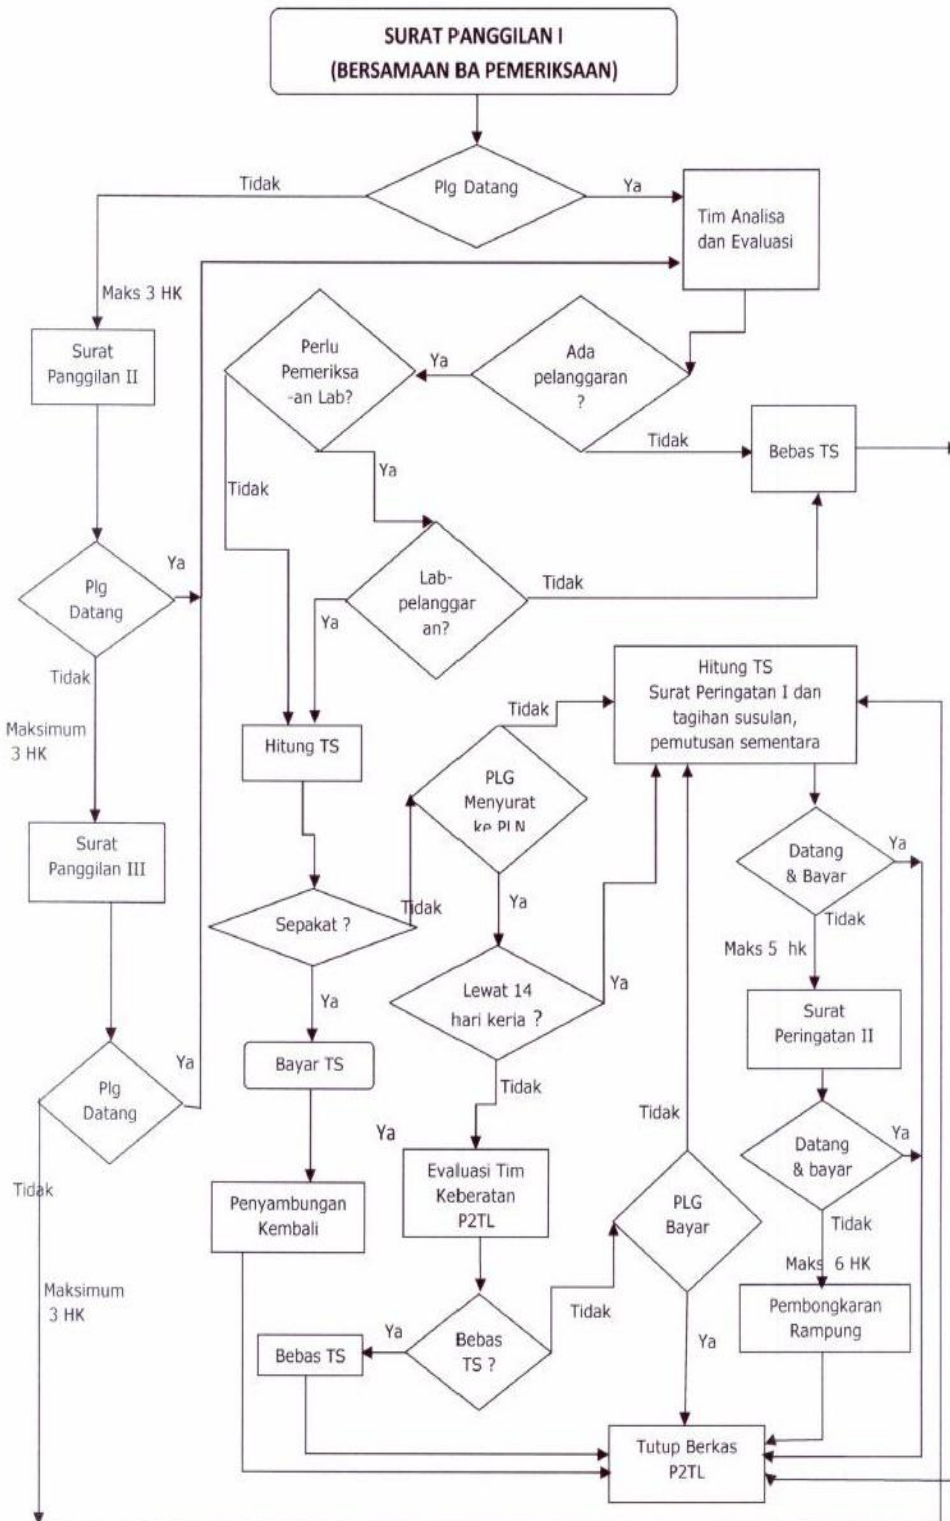 SURAT PANGGILAN I
(BERSAMAAN BA PEMERIKSAAN)
Tidak
Plg Datang
Ya
Tim Analisa
dan Evaluasi
Maks 3 HK
Surat
Panggilan II
Perlu
Pemeriksa
-an Lab?
Ya
Ada
pelanggaran
?
Tidak
Bebas TS
Tidak
Ya
Plg
Datang
Ya
Lab-
pelanggar
an?
Tidak
Ya
Tidak
Maksimum
3 HK
Hitung TS
Tidak
Hitung TS
Surat Peringatan I dan
tagihan susulan,
pemutusan sementara
PLG
Menyurat
ke PLN
Surat
Panggilan III
Datang
& Bayar
Ya
Sepakat ?
Tidak
Ya
Tidak
Maks 5 hk
Ya
Lewat 14
hari kerja ?
Ya
Surat
Peringatan II
Bayar TS
Plg
Datang
Ya
Tidak
Tidak
Ya
Datang
& bayar
Ya
Tidak
Penyambungan
Kembali
Evaluasi Tim
Keberatan
P2TL
PLG
Bayar
Tidak
Maks 6 HK
Maksimum
3 HK
Tidak
Pembongkaran
Rampung
Bebas TS
Ya
Bebas
TS ?
Ya
Tutup Berkas
P2TL